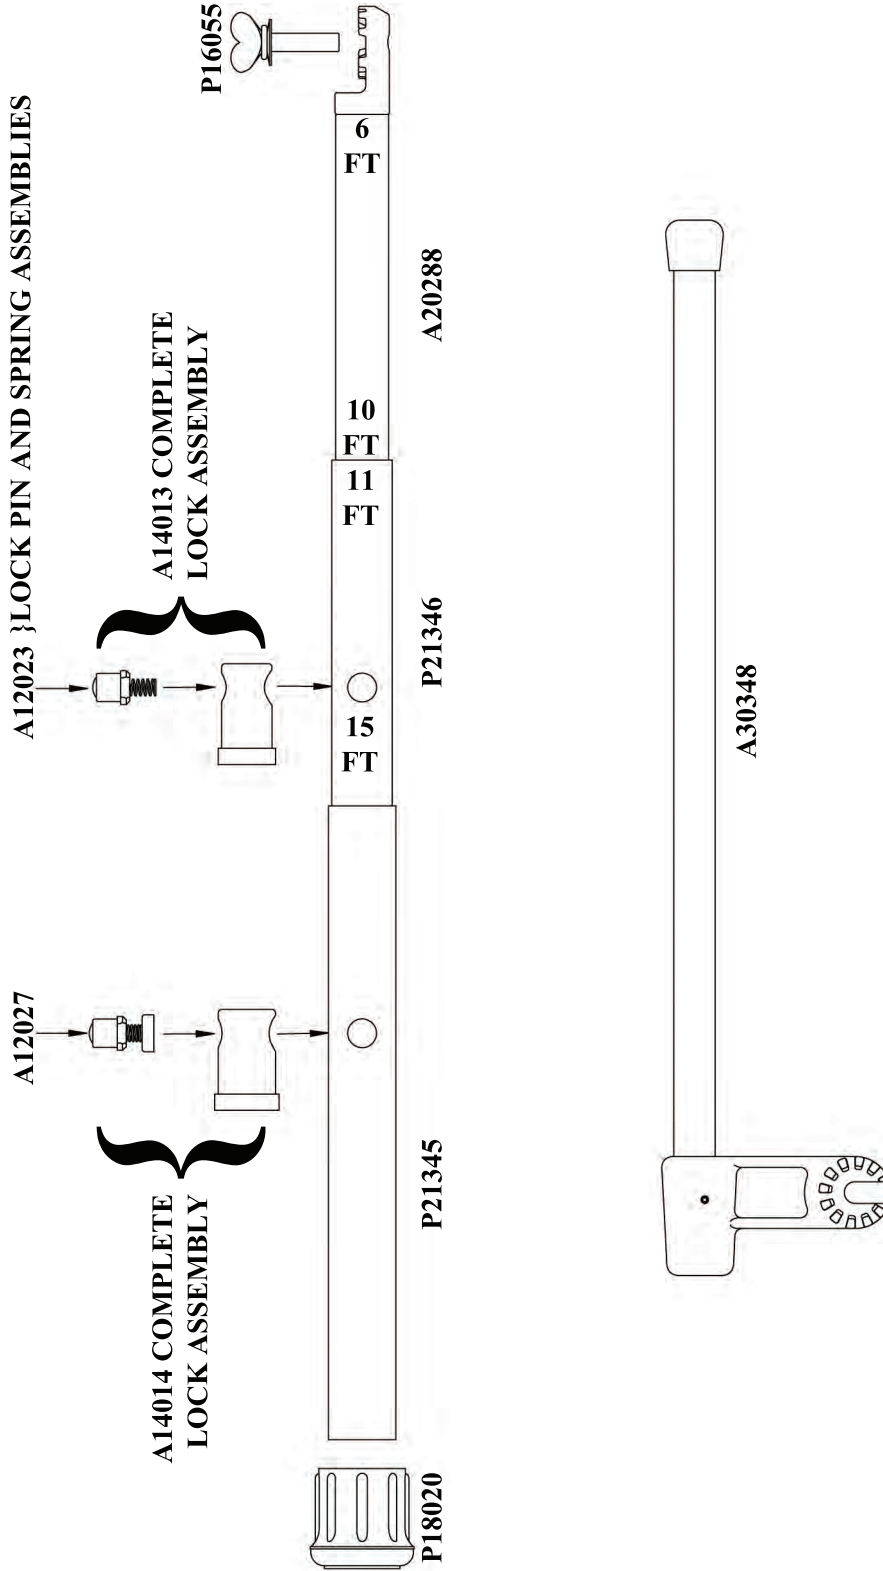 A12027
A12023 }LOCK PIN AND SPRING ASSEMBLIES
A14014 COMPLETE
LOCK ASSEMBLY
A14013 COMPLETE
LOCK ASSEMBLY
P16055
15
FT
11
FT
10
FT
6
FT
P18020
P21345
P21346
A20288
A30348